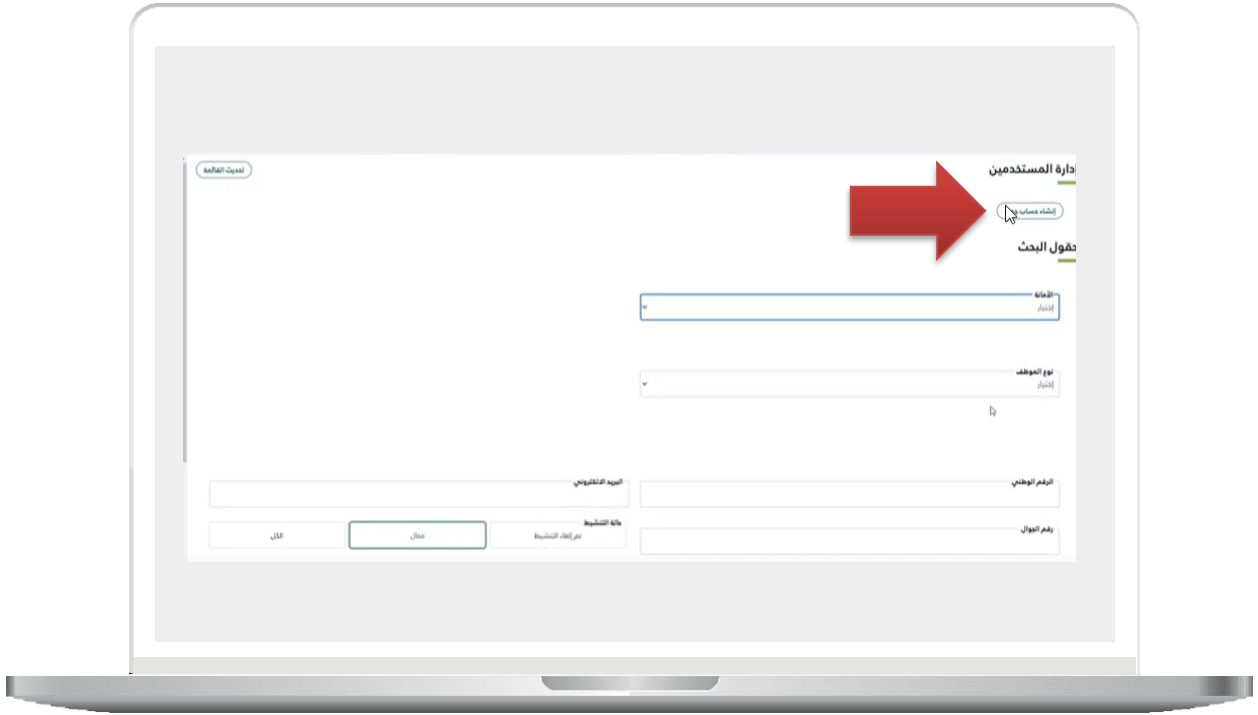 إدارة المستخدمين
تحديث القائمة
إنشاء حساب
حقول البحث
الأمانة
إختيار
نوع الموظف
إختيار
الرقم الوطني
البريد الالكتروني
رقم الجوال
حالة التنشيط
تم إلغاء التنشيط
فعال
الكل